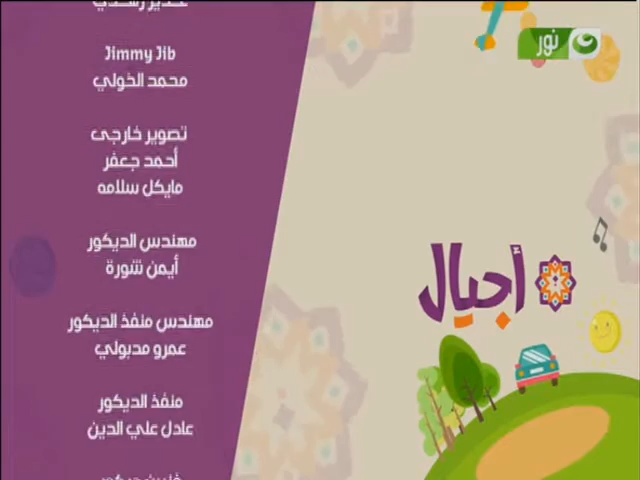 Jimmy Jib
محمد الخولي
تصوير خارجى
أحمد جعفر
مايكل سلامه
مهندس الديكور
أيمن شورة
مهندس منفذ الديكور
عمرو مدبولي
منفذ الديكور
عادل علي الدين
نور
أجيال